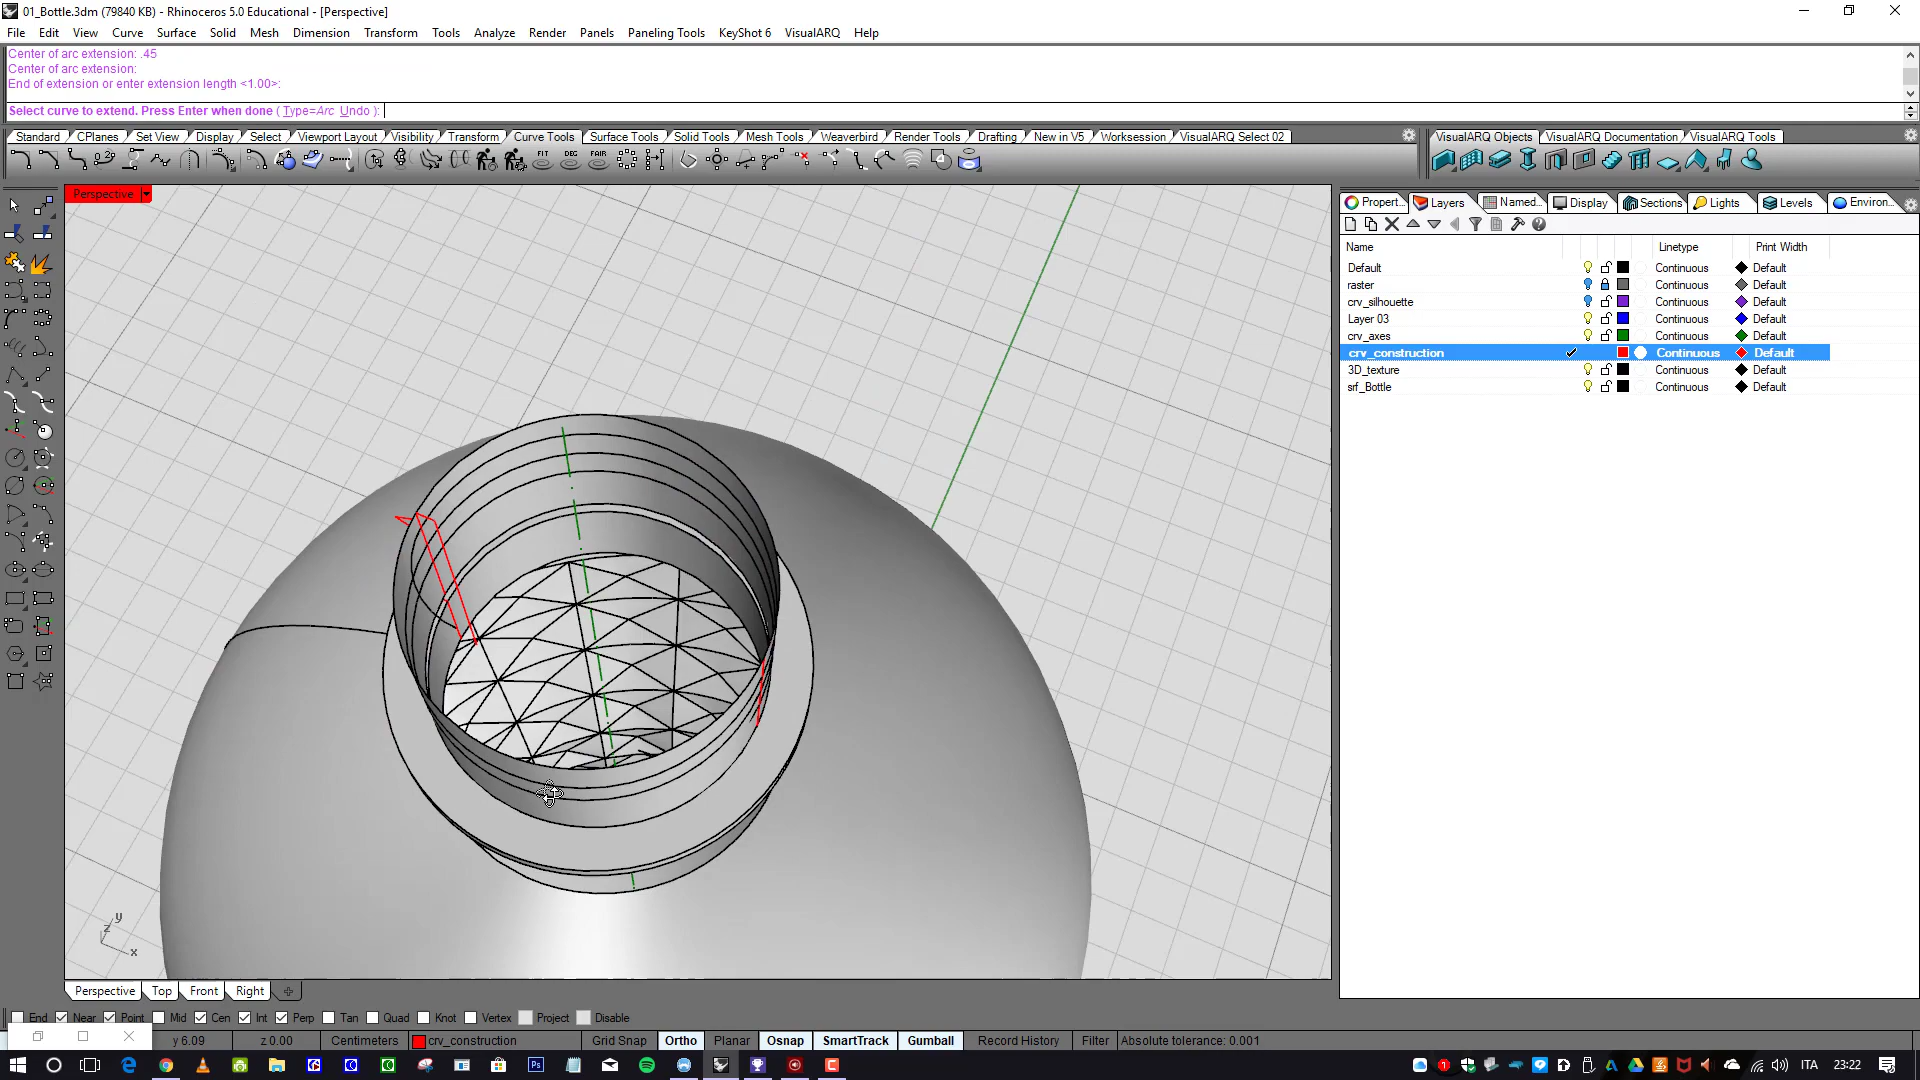 01_Bottle.3dm (79840 KB) - Rhinoceros 5.0 Educational - [Perspective]
File Edit View Curve Surface Solid Mesh Dimension Transform Tools Analyze Render Panels Paneling Tools KeyShot 6 VisualARQ Help
Center of arc extension: .45
Center of arc extension:
End of extension or enter extension length <1.00>:
Select curve to extend. Press Enter when done ( Type=Arc Undo ):
Standard CPlanes Set View Display Select Viewport Layout Visibility Transform Curve Tools Surface Tools Solid Tools Mesh Tools Weaverbird Render Tools Drafting New in V5 Worksession VisualARQ Select 02 VisualARQ Objects VisualARQ Documentation VisualARQ Tools
FIT DEG FAIR
Perspective
Propert... Layers Named... Display Sections Lights Levels Environ...
Name Linetype Print Width
Default Continuous Default
raster Continuous Default
crv_silhouette Continuous Default
Layer 03 Continuous Default
crv_axes Continuous Default
crv_construction Continuous Default
3D_texture Continuous Default
srf_Bottle Continuous Default
y
z
x
Perspective Top Front Right
End Near Point Mid Cen Int Perp Tan Quad Knot Vertex Project Disable
y 6.09 z 0.00 Centimeters crv_construction Grid Snap Ortho Planar Osnap SmartTrack Gumball Record History Filter Absolute tolerance: 0.001
Ps ITA 23:22